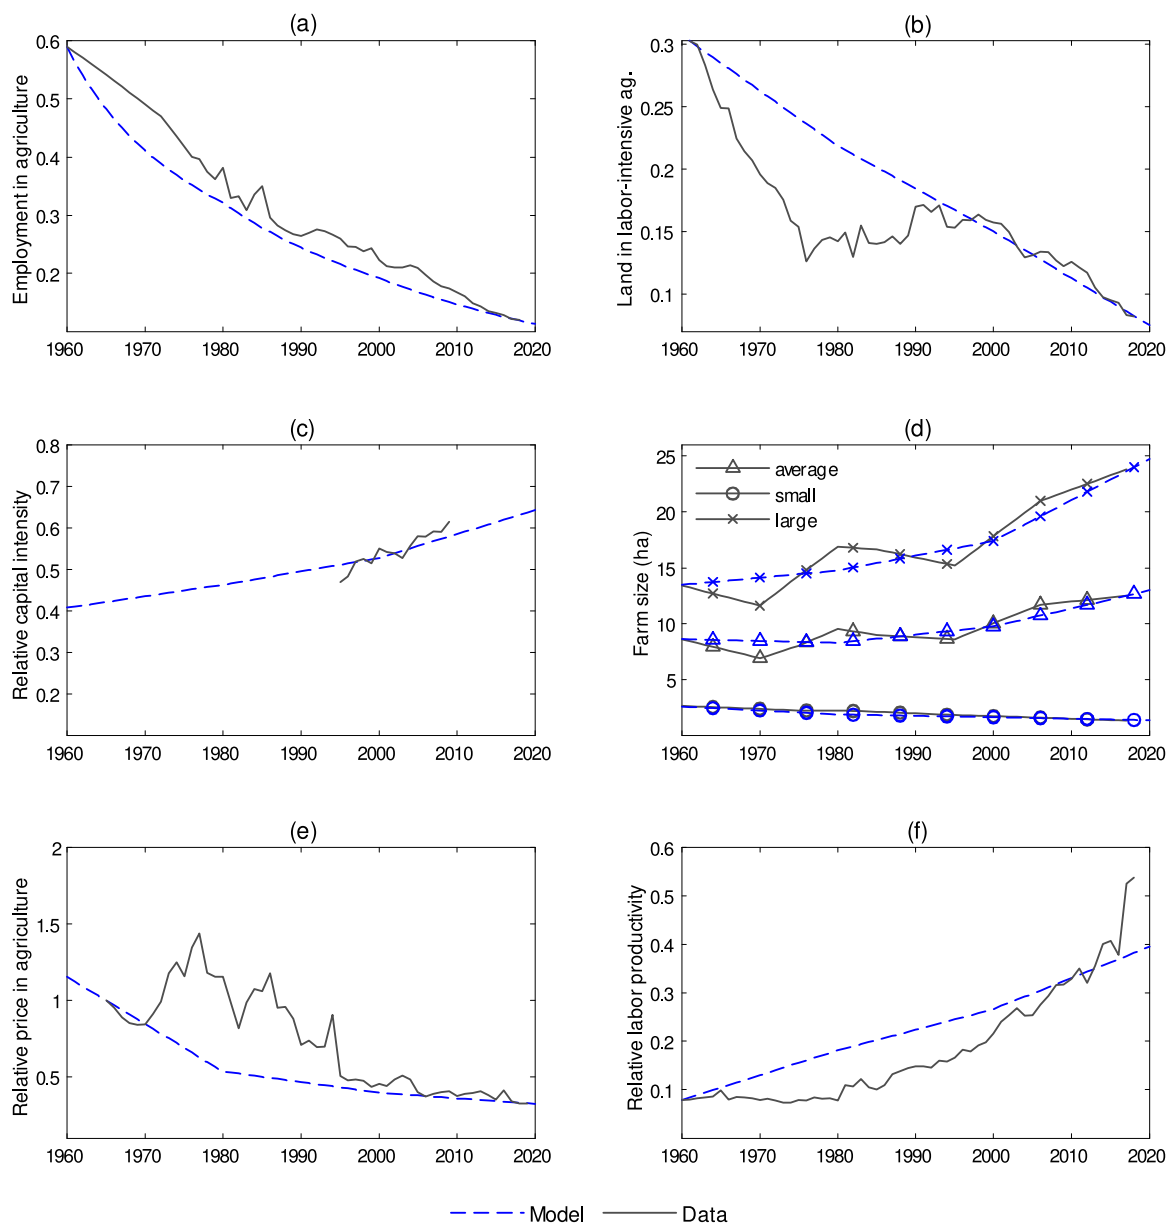 (a)
Employment in agriculture
0.6
0.5
0.4
0.3
0.2
1960 1970 1980 1990 2000 2010 2020
(b)
Land in labor-intensive ag.
0.3
0.25
0.2
0.15
0.1
1960 1970 1980 1990 2000 2010 2020
(c)
Relative capital intensity
0.8
0.7
0.6
0.5
0.4
0.3
0.2
1960 1970 1980 1990 2000 2010 2020
(d)
Farm size (ha)
25
20
15
10
5
average
small
large
1960 1970 1980 1990 2000 2010 2020
(e)
Relative price in agriculture
2
1.5
1
0.5
1960 1970 1980 1990 2000 2010 2020
(f)
Relative labor productivity
0.6
0.5
0.4
0.3
0.2
0.1
1960 1970 1980 1990 2000 2010 2020
Model Data